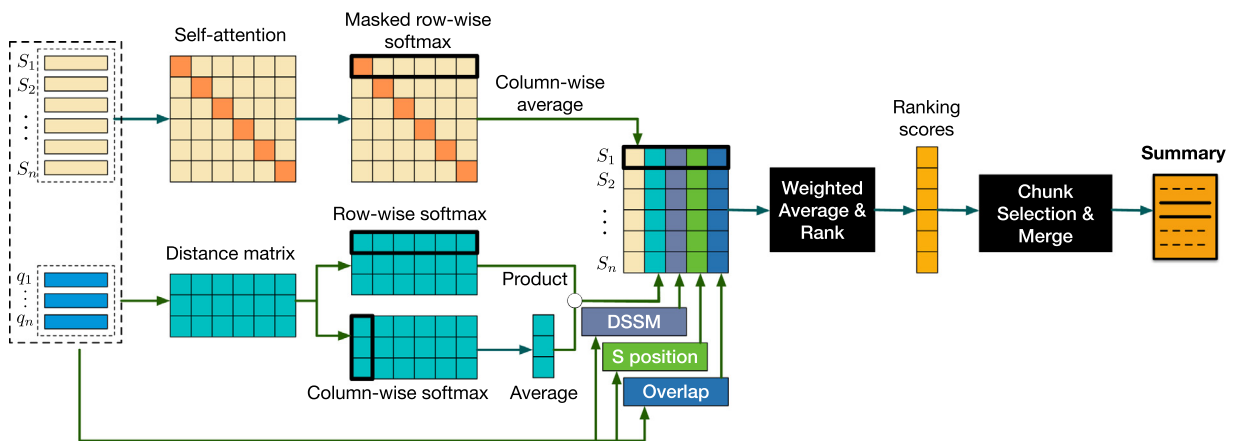 Self-attention
Masked row-wise
softmax
Column-wise
average
S1
S2
⋮
Sn
Ranking
scores
Summary
S1
S2
⋮
Sn
Weighted
Average &
Rank
Chunk
Selection &
Merge
Row-wise softmax
Distance matrix
Product
q1
⋮
qn
DSSM
S position
Overlap
Column-wise softmax
Average